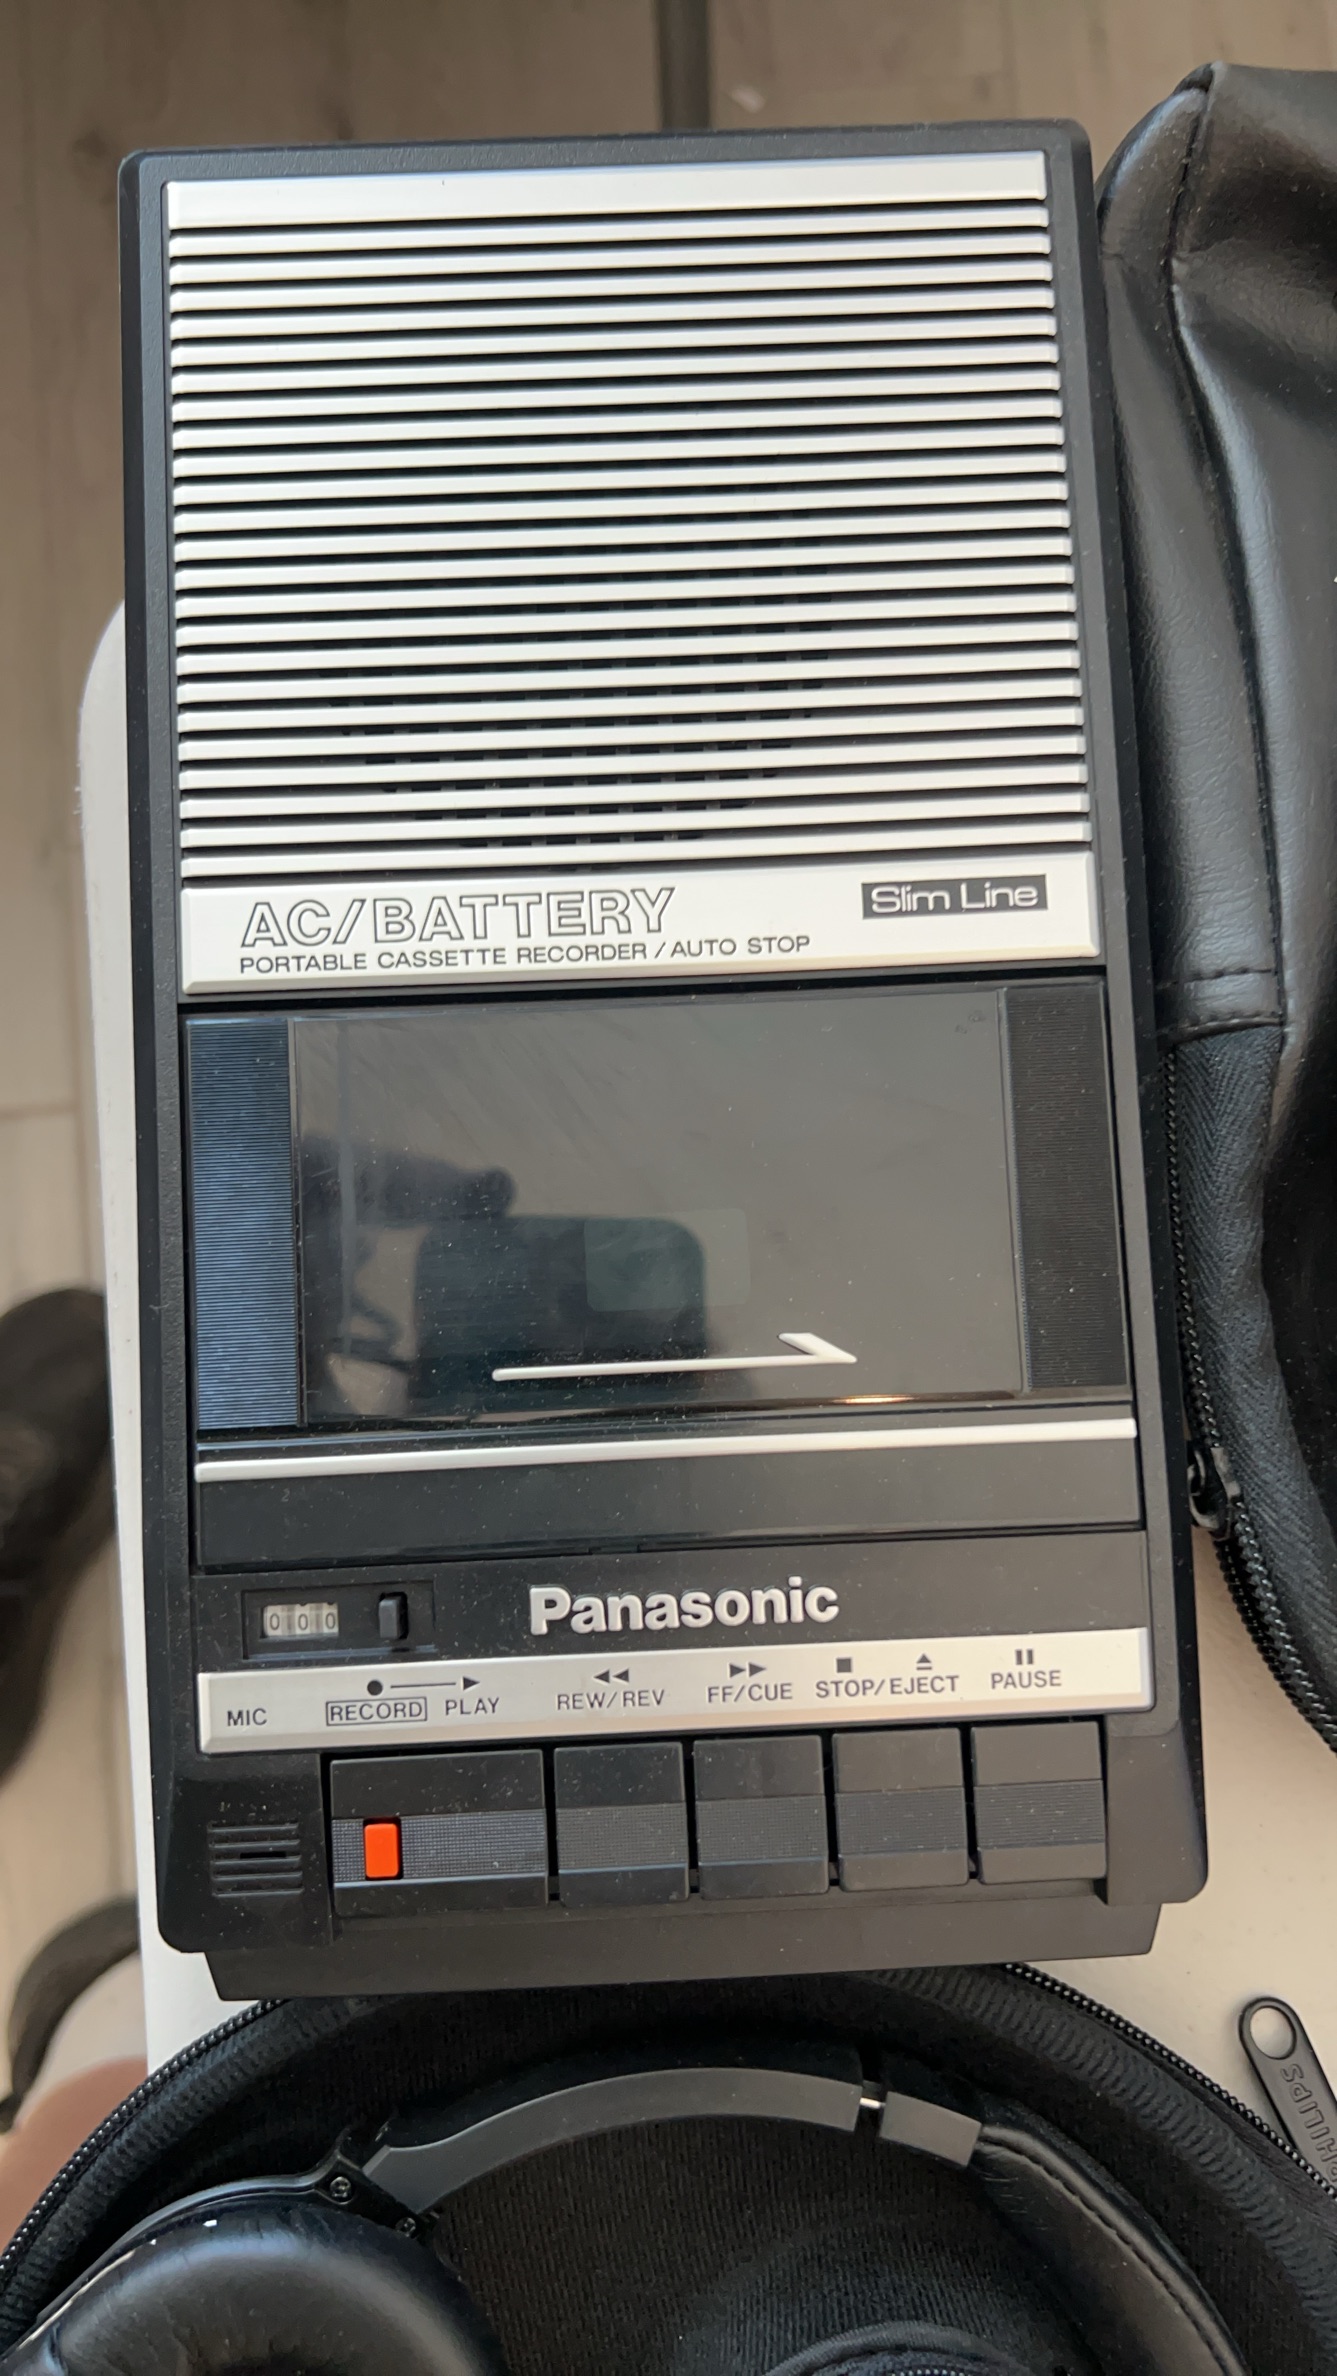 AC/BATTERY
Slim Line
PORTABLE CASSETTE RECORDER/AUTO STOP
000
Panasonic
MIC
RECORD PLAY
REW/REV
FF/CUE
STOP/EJECT
PAUSE
PHILIPS